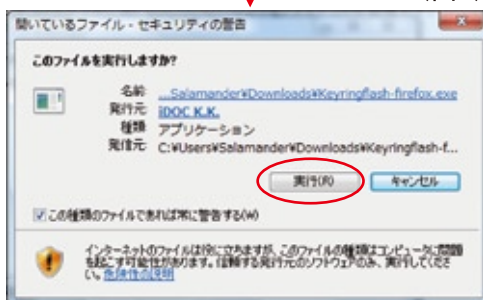 開いているファイル - セキュリティの警告
このファイルを実行しますか?
名前: ...Salamander¥Downloads¥Keyringflash-firefox.exe
発行元: iDOC K.K.
種類: アプリケーション
発信元: C:¥Users¥Salamander¥Downloads¥Keyringflash-f...
実行(R) キャンセル
この種類のファイルであれば常に警告する(W)
インターネットのファイルは役に立ちますが、このファイルの種類はコンピュータに問題
を起こす可能性があります。信頼する発行元のソフトウェアのみ、実行してくださ
い。危険性の説明